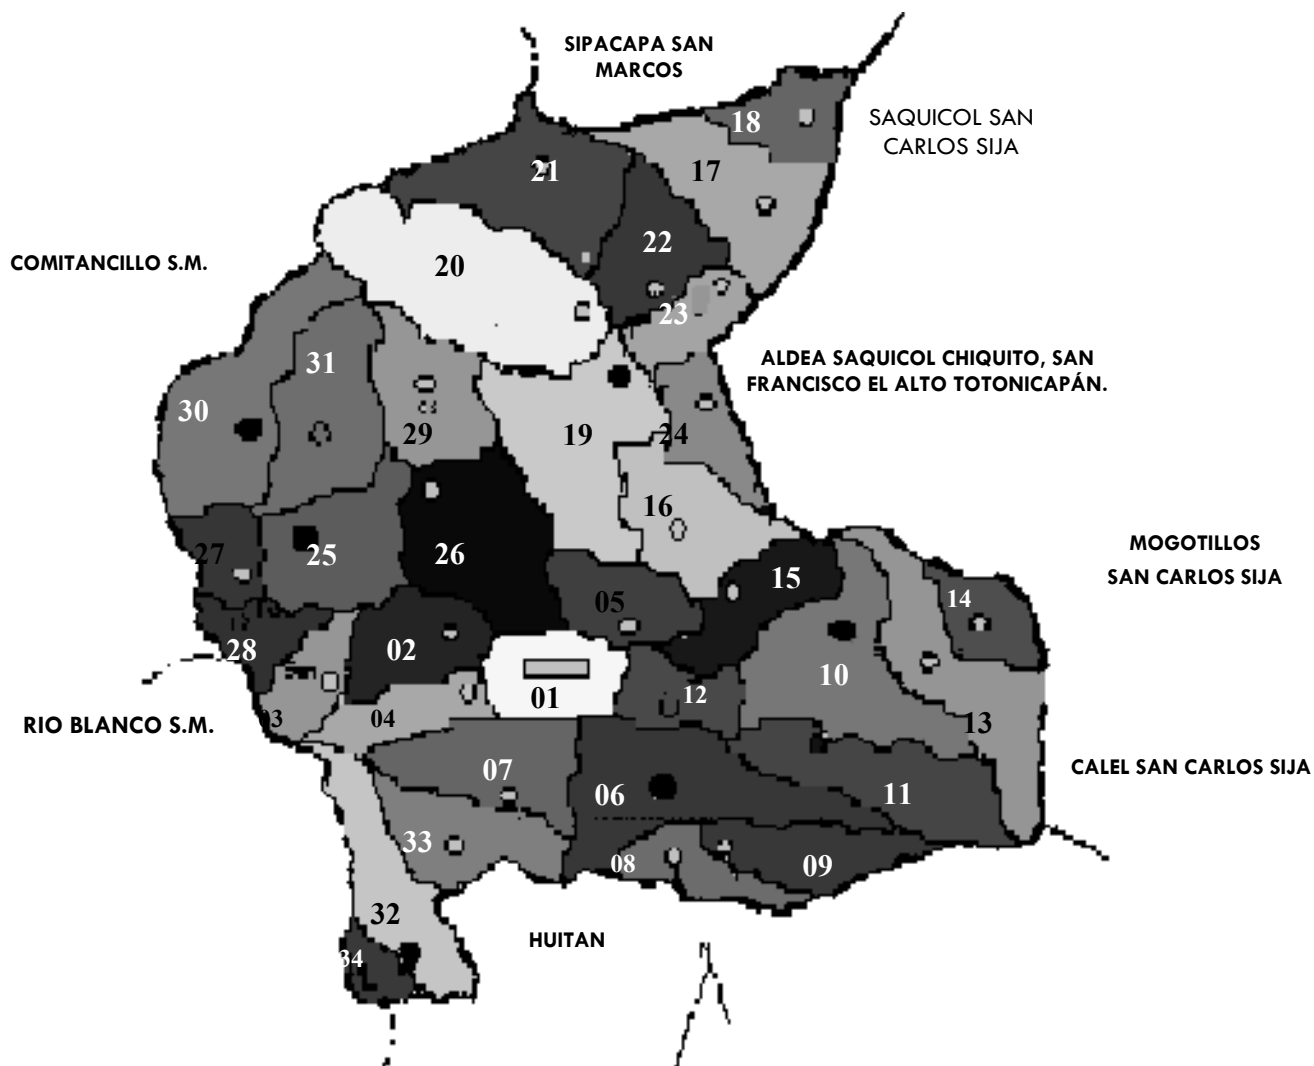 SIPACAPA SAN
MARCOS
SAQUICOL SAN
CARLOS SIJA
18
17
21
22
COMITANCILLO S.M.
20
23
ALDEA SAQUICOL CHIQUITO, SAN
FRANCISCO EL ALTO TOTONICAPÁN.
31
30
29
19
24
16
27
25
26
15
MOGOTILLOS
SAN CARLOS SIJA
05
14
28
02
01
12
10
RIO BLANCO S.M.
03
04
13
07
06
11
CALEL SAN CARLOS SIJA
33
08
09
32
HUITAN
34